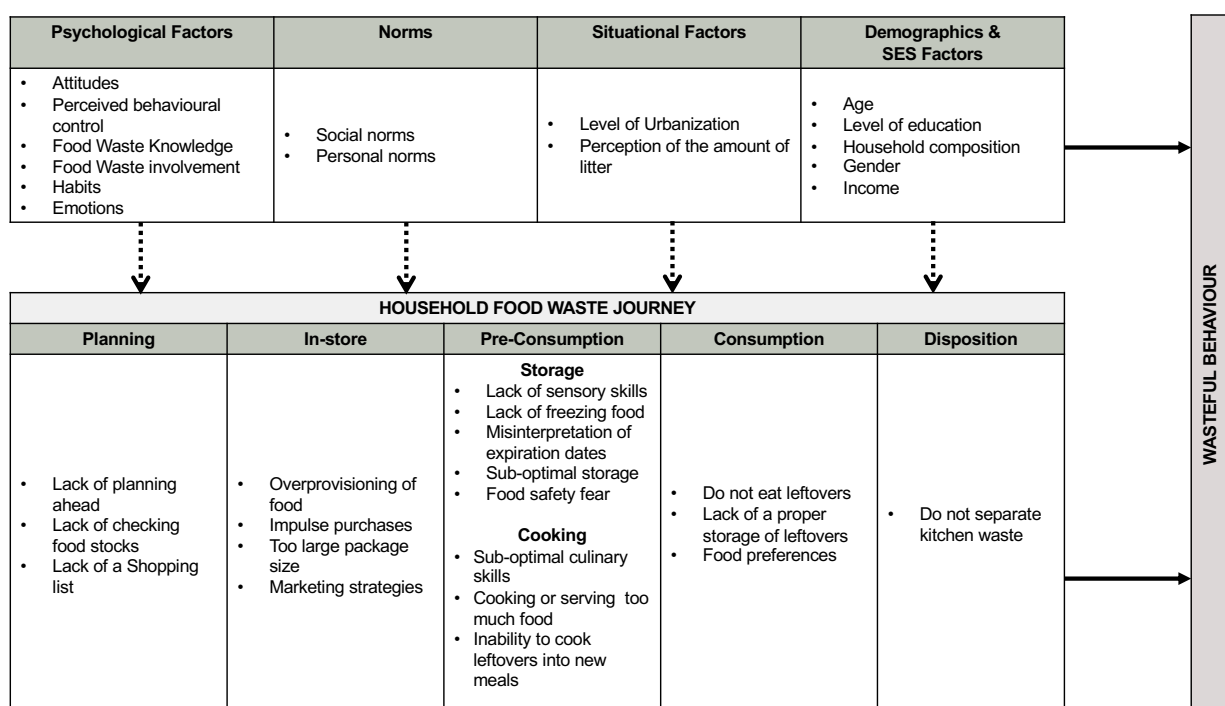 Psychological Factors
Norms
Situational Factors
Demographics &
SES Factors
• Attitudes
• Perceived behavioural
control
• Food Waste Knowledge
• Food Waste involvement
• Habits
• Emotions
• Social norms
• Personal norms
• Level of Urbanization
• Perception of the amount of
litter
• Age
• Level of education
• Household composition
• Gender
• Income
HOUSEHOLD FOOD WASTE JOURNEY
Planning
In-store
Pre-Consumption
Consumption
Disposition
• Lack of planning
ahead
• Lack of checking
food stocks
• Lack of a Shopping
list
• Overprovisioning of
food
• Impulse purchases
• Too large package
size
• Marketing strategies
Storage
• Lack of sensory skills
• Lack of freezing food
• Misinterpretation of
expiration dates
• Sub-optimal storage
• Food safety fear
Cooking
• Sub-optimal culinary
skills
• Cooking or serving too
much food
• Inability to cook
leftovers into new
meals
• Do not eat leftovers
• Lack of a proper
storage of leftovers
• Food preferences
• Do not separate
kitchen waste
WASTEFUL BEHAVIOUR